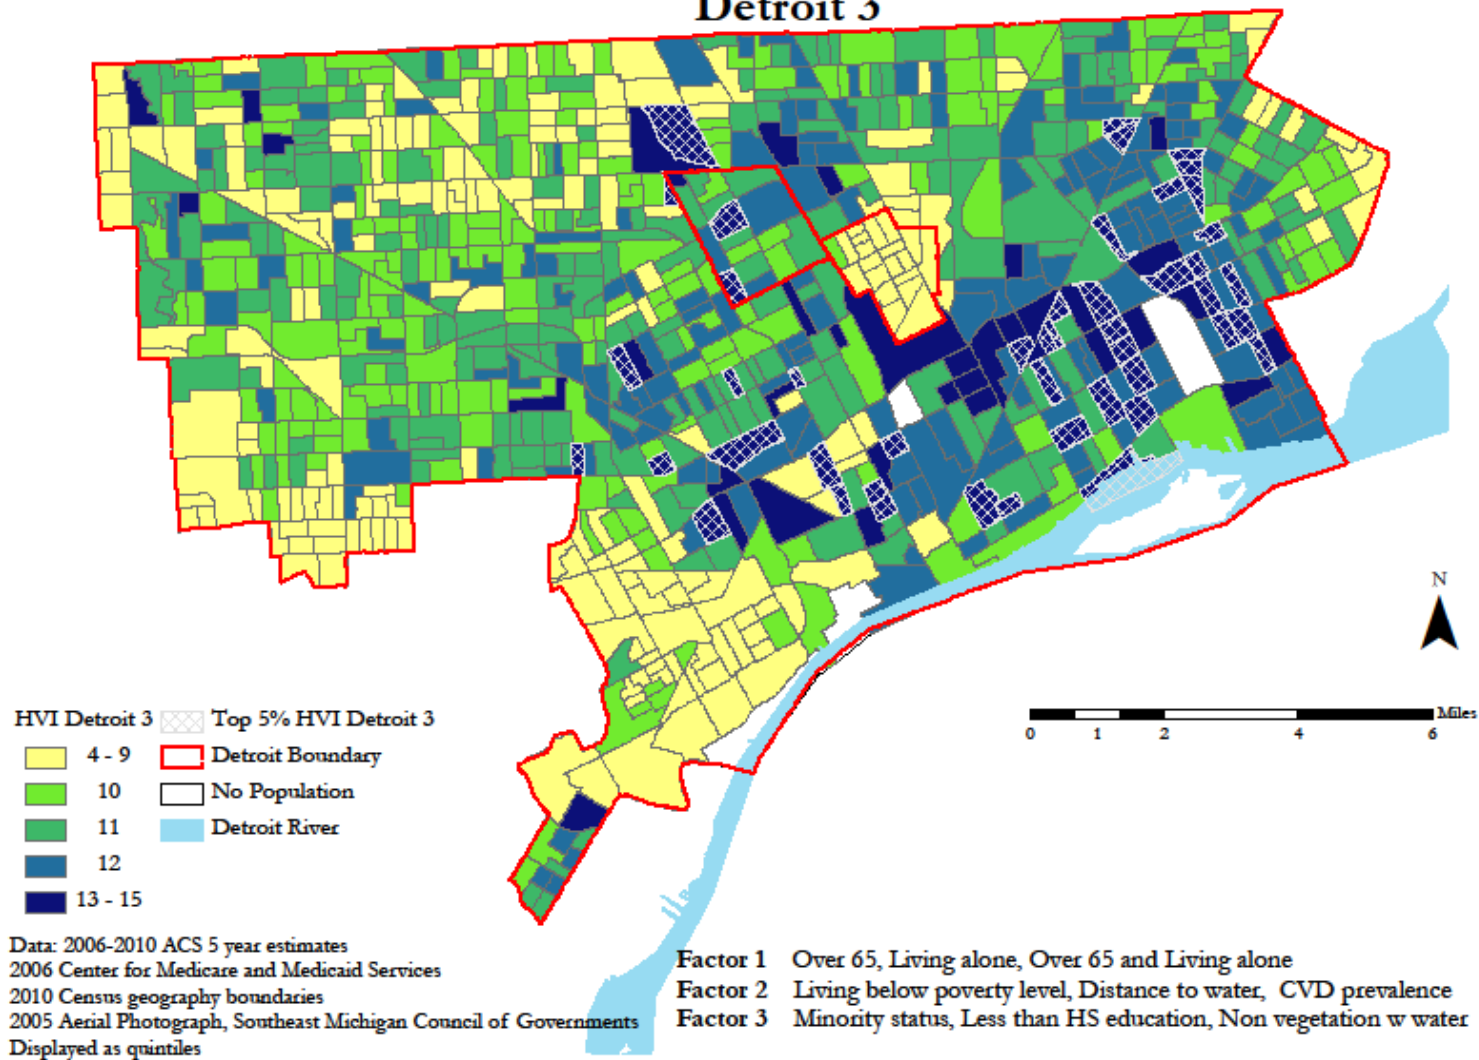 Detroit 3
N
Miles
0 1 2 4 6
HVI Detroit 3
4 - 9
10
11
12
13 - 15
Top 5% HVI Detroit 3
Detroit Boundary
No Population
Detroit River
Data: 2006-2010 ACS 5 year estimates
2006 Center for Medicare and Medicaid Services
2010 Census geography boundaries
2005 Aerial Photograph, Southeast Michigan Council of Governments
Displayed as quintiles
Factor 1 Over 65, Living alone, Over 65 and Living alone
Factor 2 Living below poverty level, Distance to water, CVD prevalence
Factor 3 Minority status, Less than HS education, Non vegetation w water